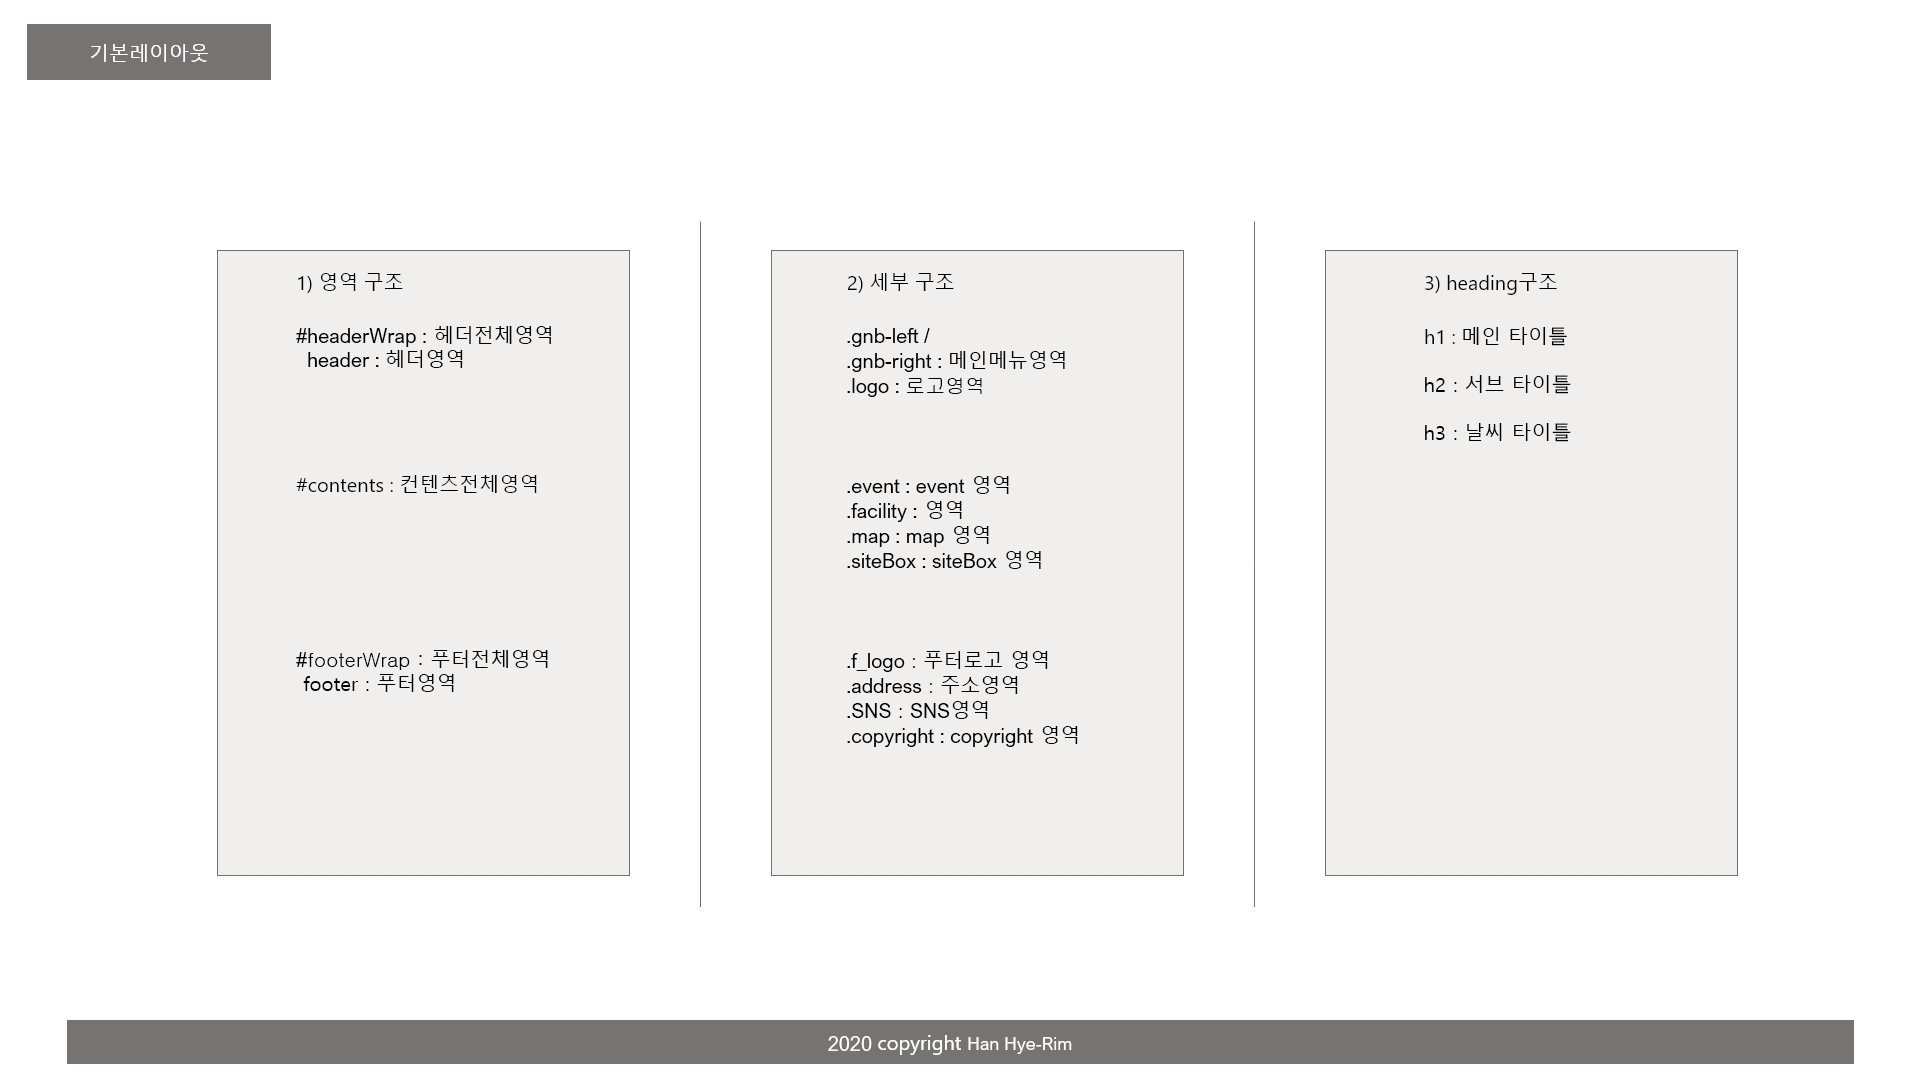 기본레이아웃
1) 영역 구조
#headerWrap : 헤더전체영역
header : 헤더영역
#contents : 컨텐츠전체영역
#footerWrap : 푸터전체영역
footer : 푸터영역
2) 세부 구조
.gnb-left /
.gnb-right : 메인메뉴영역
.logo : 로고영역
.event : event 영역
.facility : 영역
.map : map 영역
.siteBox : siteBox 영역
.f_logo : 푸터로고 영역
.address : 주소영역
.SNS : SNS영역
.copyright : copyright 영역
3) heading구조
h1 : 메인 타이틀
h2 : 서브 타이틀
h3 : 날씨 타이틀
2020 copyright Han Hye-Rim